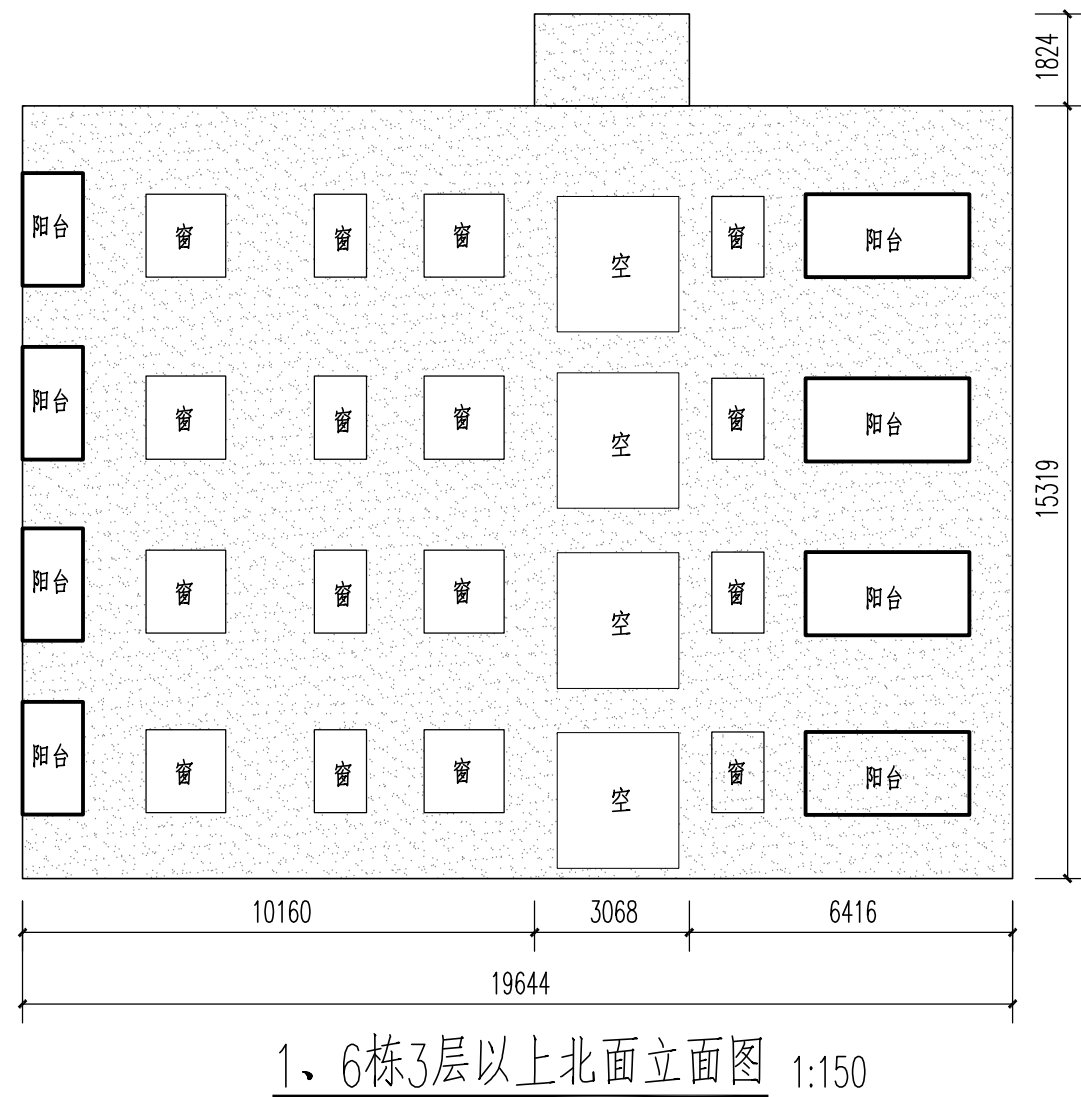 1824
阳台 窗 窗 窗 空 窗 阳台
阳台 窗 窗 窗 空 窗 阳台
15319
阳台 窗 窗 窗 空 窗 阳台
阳台 窗 窗 窗 空 窗 阳台
10160 3068 6416
19644
1、6栋3层以上北面立面图 1:150